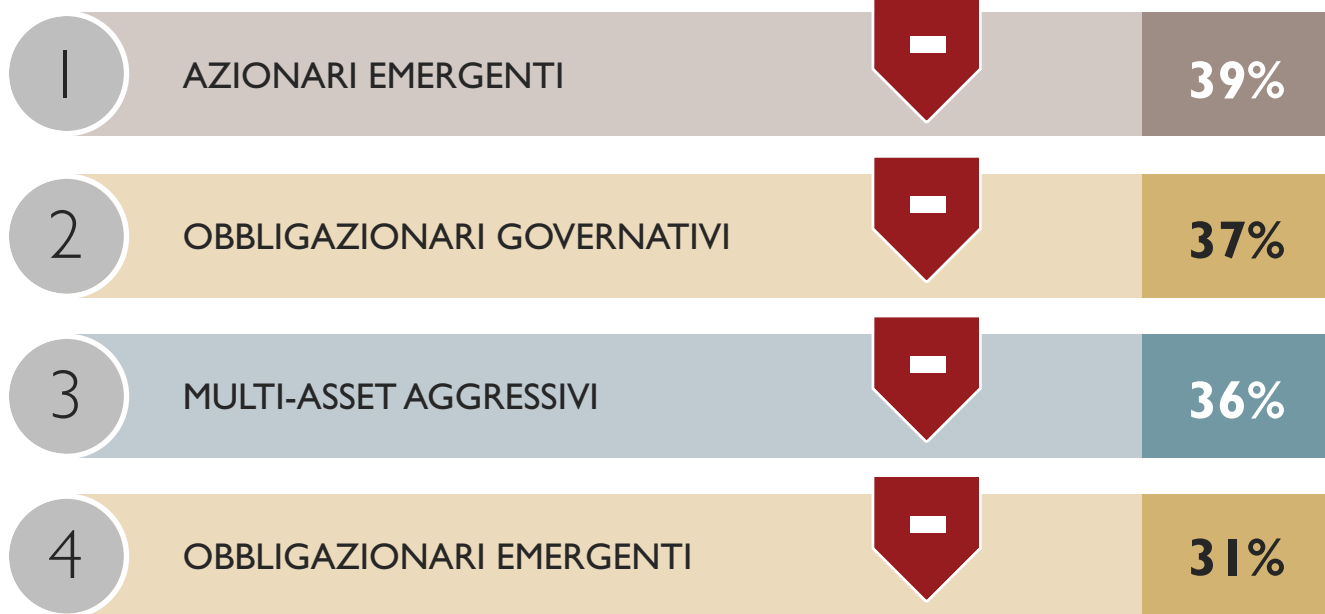 1 AZIONARI EMERGENTI - 39%
2 OBBLIGAZIONARI GOVERNATIVI - 37%
3 MULTI-ASSET AGGRESSIVI - 36%
4 OBBLIGAZIONARI EMERGENTI - 31%